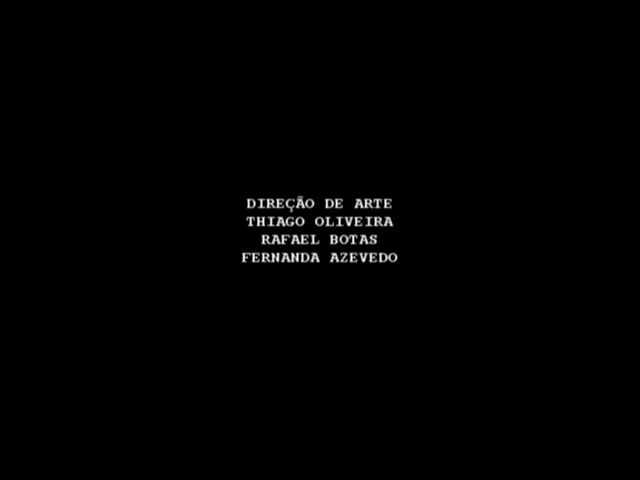 DIREÇÃO DE ARTE
THIAGO OLIVEIRA
RAFAEL BOTAS
FERNANDA AZEVEDO